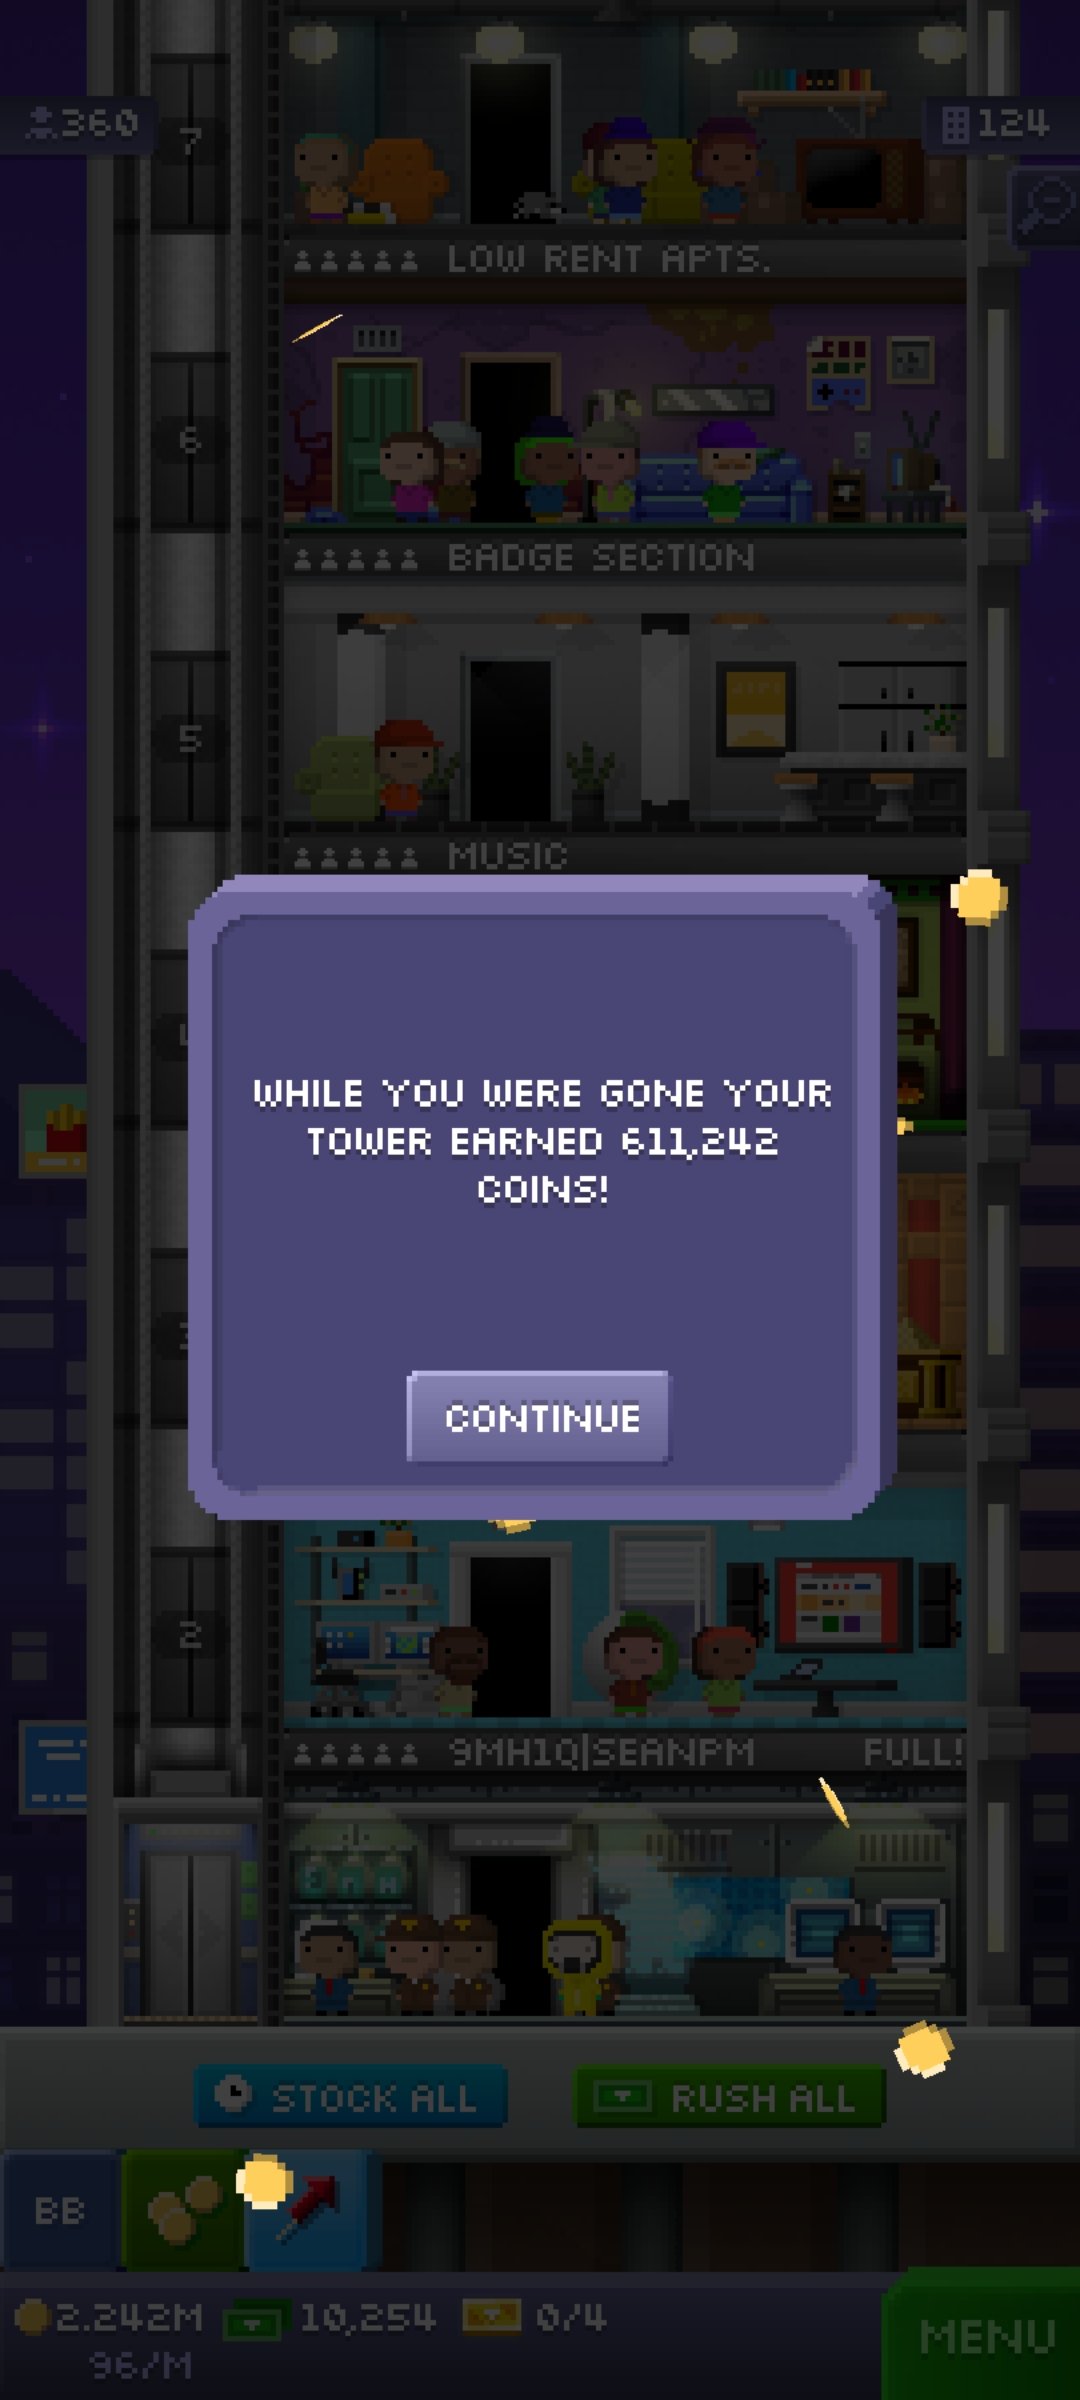 360
124
7
LOW RENT APTS.
6
BADGE SECTION
5
MUSIC
WHILE YOU WERE GONE YOUR
TOWER EARNED 611,242
COINS!
CONTINUE
2
9MH1Q|SEANPM FULL!
STOCK ALL
RUSH ALL
BB
2.242M 10,254 0/4
96/M
MENU